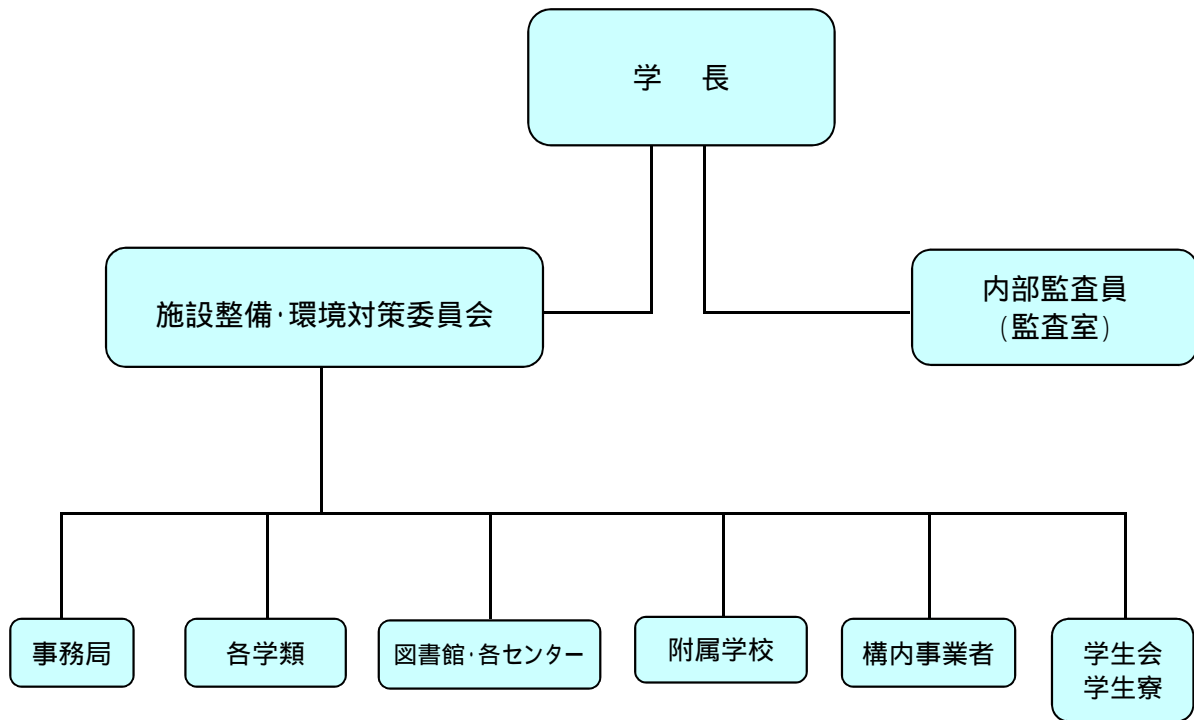 学　長
施設整備・環境対策委員会
内部監査員
(監査室)
事務局
各学類
図書館・各センター
附属学校
構内事業者
学生会
学生寮